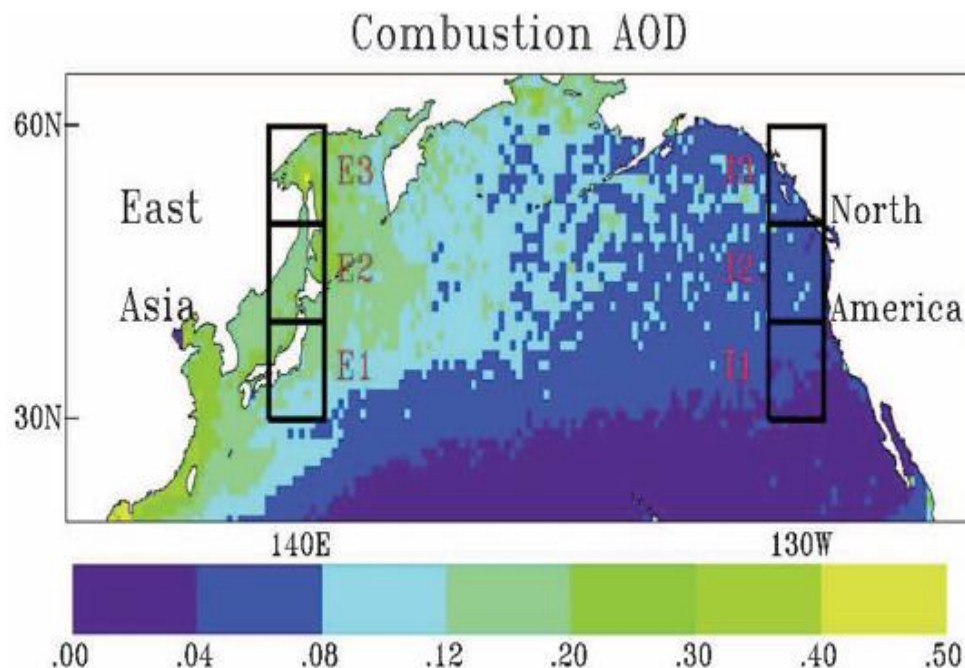 Combustion AOD
60N
E3
I3
East
North
E2
I2
Asia
America
E1
I1
30N
140E
130W
.00 .04 .08 .12 .20 .30 .40 .50